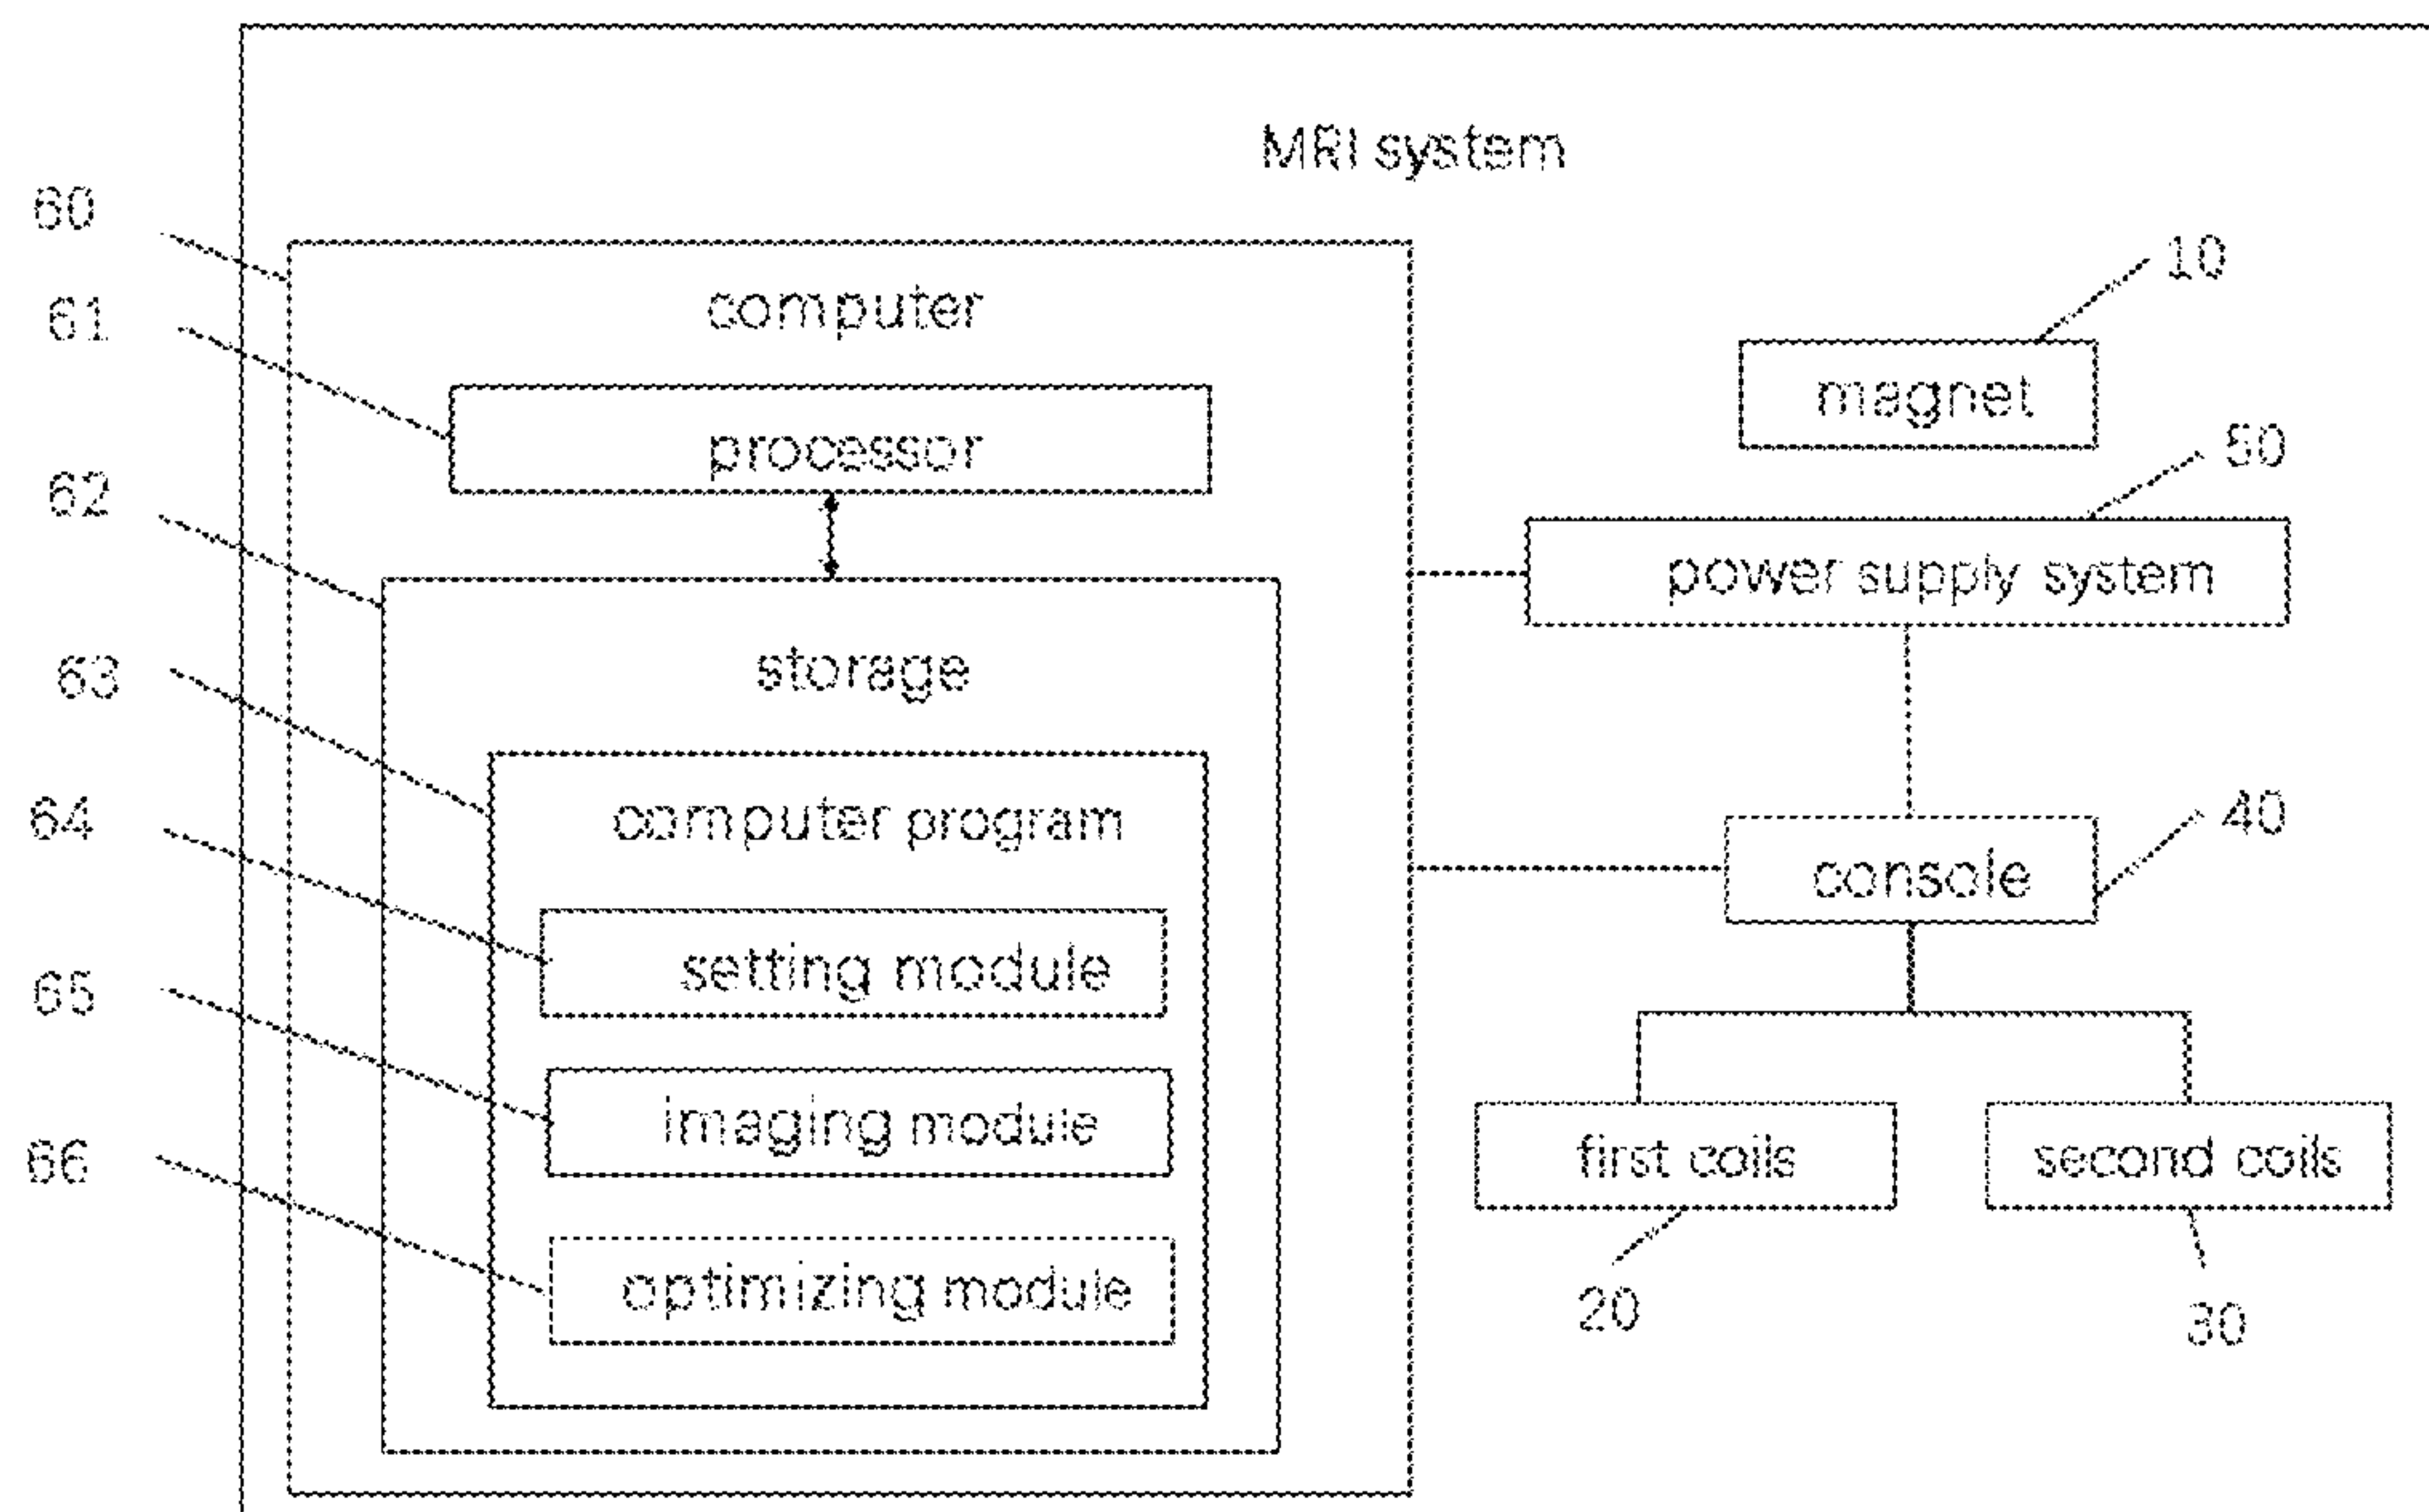 MRI system
60
computer
10
61
magnet
processor
50
62
power supply system
storage
63
computer program
64
40
console
setting module
65
imaging module
first coils
second coils
66
optimizing module
20
30